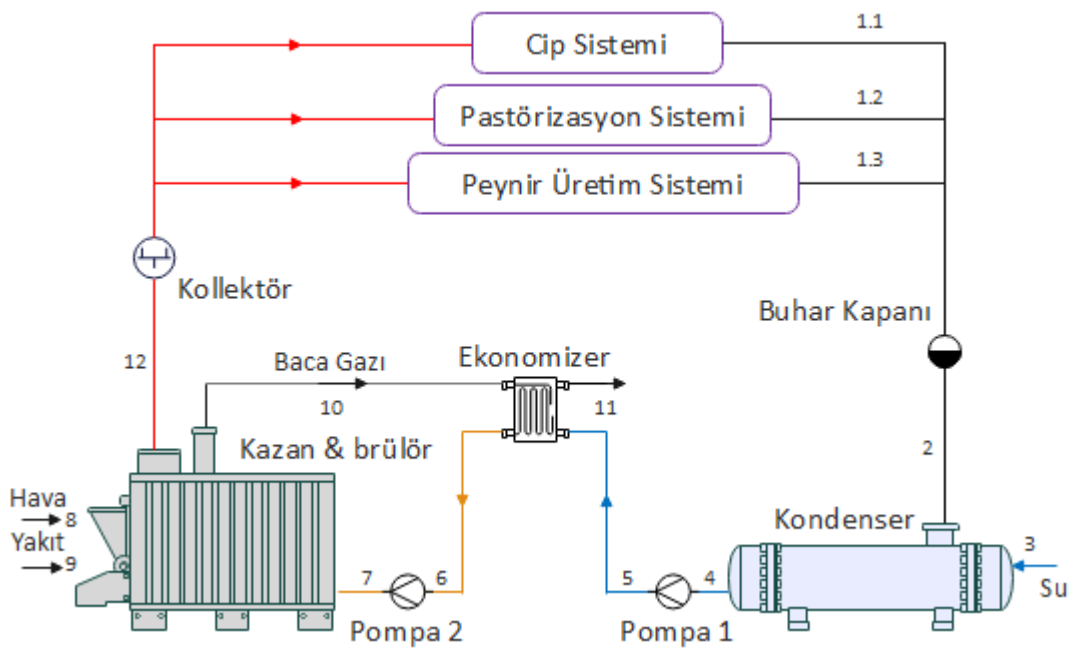 Cip Sistemi
1.1
Pastörizasyon Sistemi
1.2
Peynir Üretim Sistemi
1.3
Kollektör
Buhar Kapanı
12
Baca Gazı
Ekonomizer
10
11
Kazan & brülör
2
Hava
8
Yakıt
9
Kondenser
3
Su
7
6
5
4
Pompa 2
Pompa 1